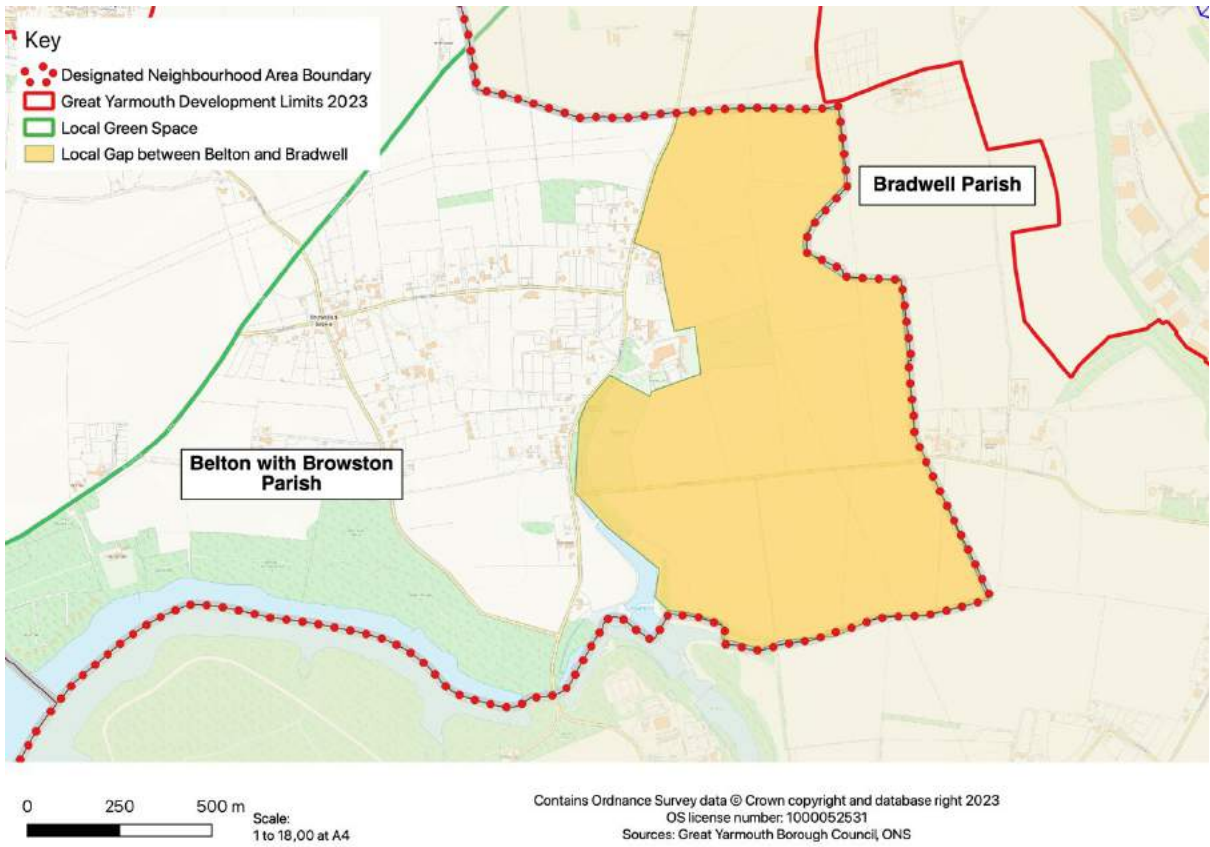 Key
Designated Neighbourhood Area Boundary
Great Yarmouth Development Limits 2023
Local Green Space
Local Gap between Belton and Bradwell
Bradwell Parish
Belton with Browston
Parish
0 250 500 m
Scale:
1 to 18,00 at A4
Contains Ordnance Survey data © Crown copyright and database right 2023
OS license number: 1000052531
Sources: Great Yarmouth Borough Council, ONS